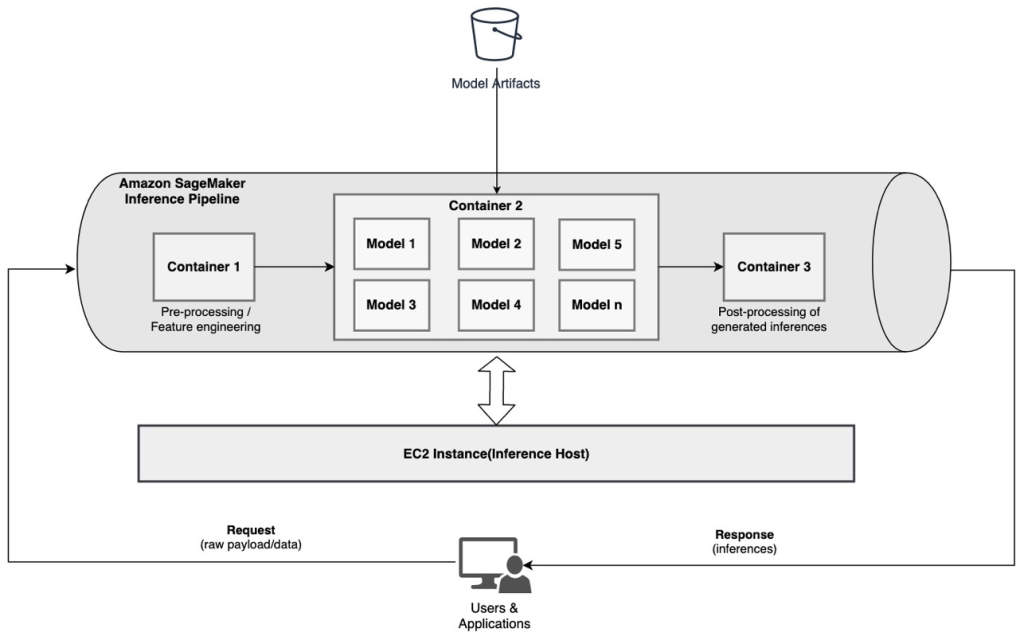 Model Artifacts
Amazon SageMaker
Inference Pipeline
Container 2
Model 1
Model 2
Model 5
Container 1
Container 3
Model 3
Model 4
Model n
Pre-processing /
Feature engineering
Post-processing of
generated inferences
EC2 Instance(Inference Host)
Request
(raw payload/data)
Response
(inferences)
Users &
Applications